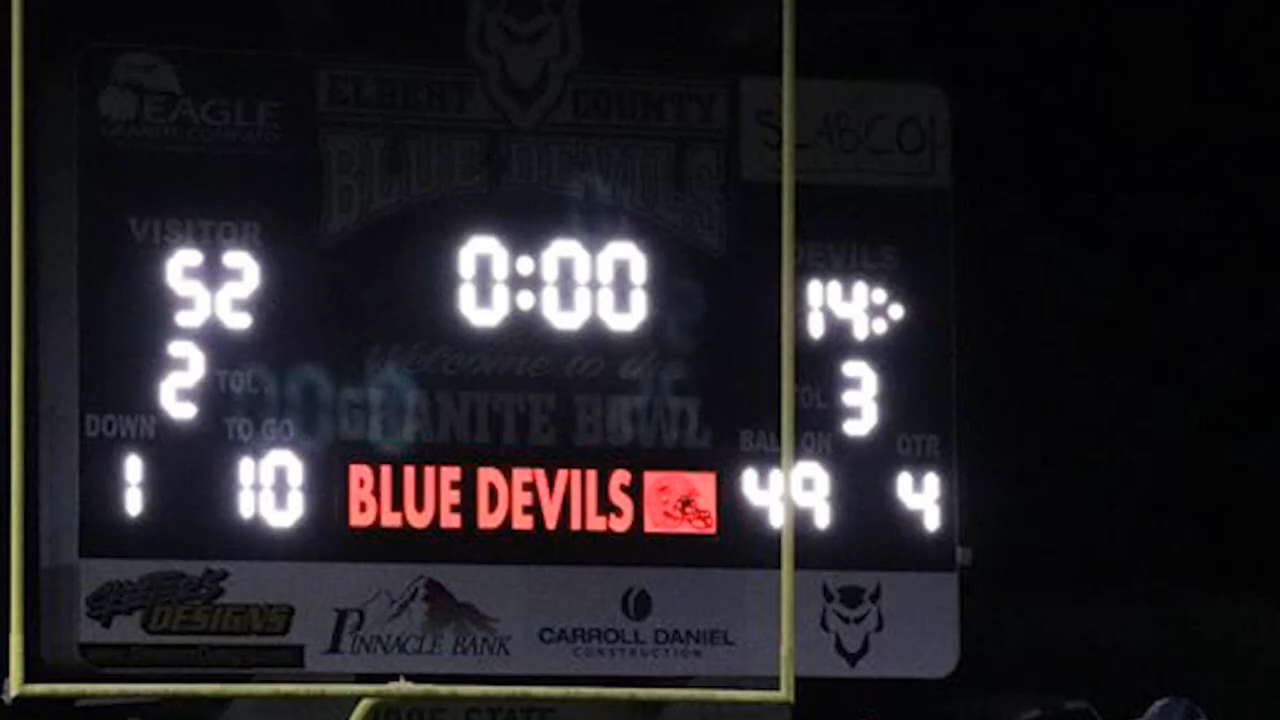 EAGLE
GRANITE COMPANY
ELBERT COUNTY
BLUE DEVILS
SLABCO
VISITOR
DEVILS
52
0:00
14
Welcome to the
2 TOL
TOL 3
GRANITE BOWL
DOWN
TO GO
BALL ON
QTR
1
10
BLUE DEVILS
49
4
DESIGNS
PINNACLE BANK
CARROLL DANIEL
CONSTRUCTION
STATE